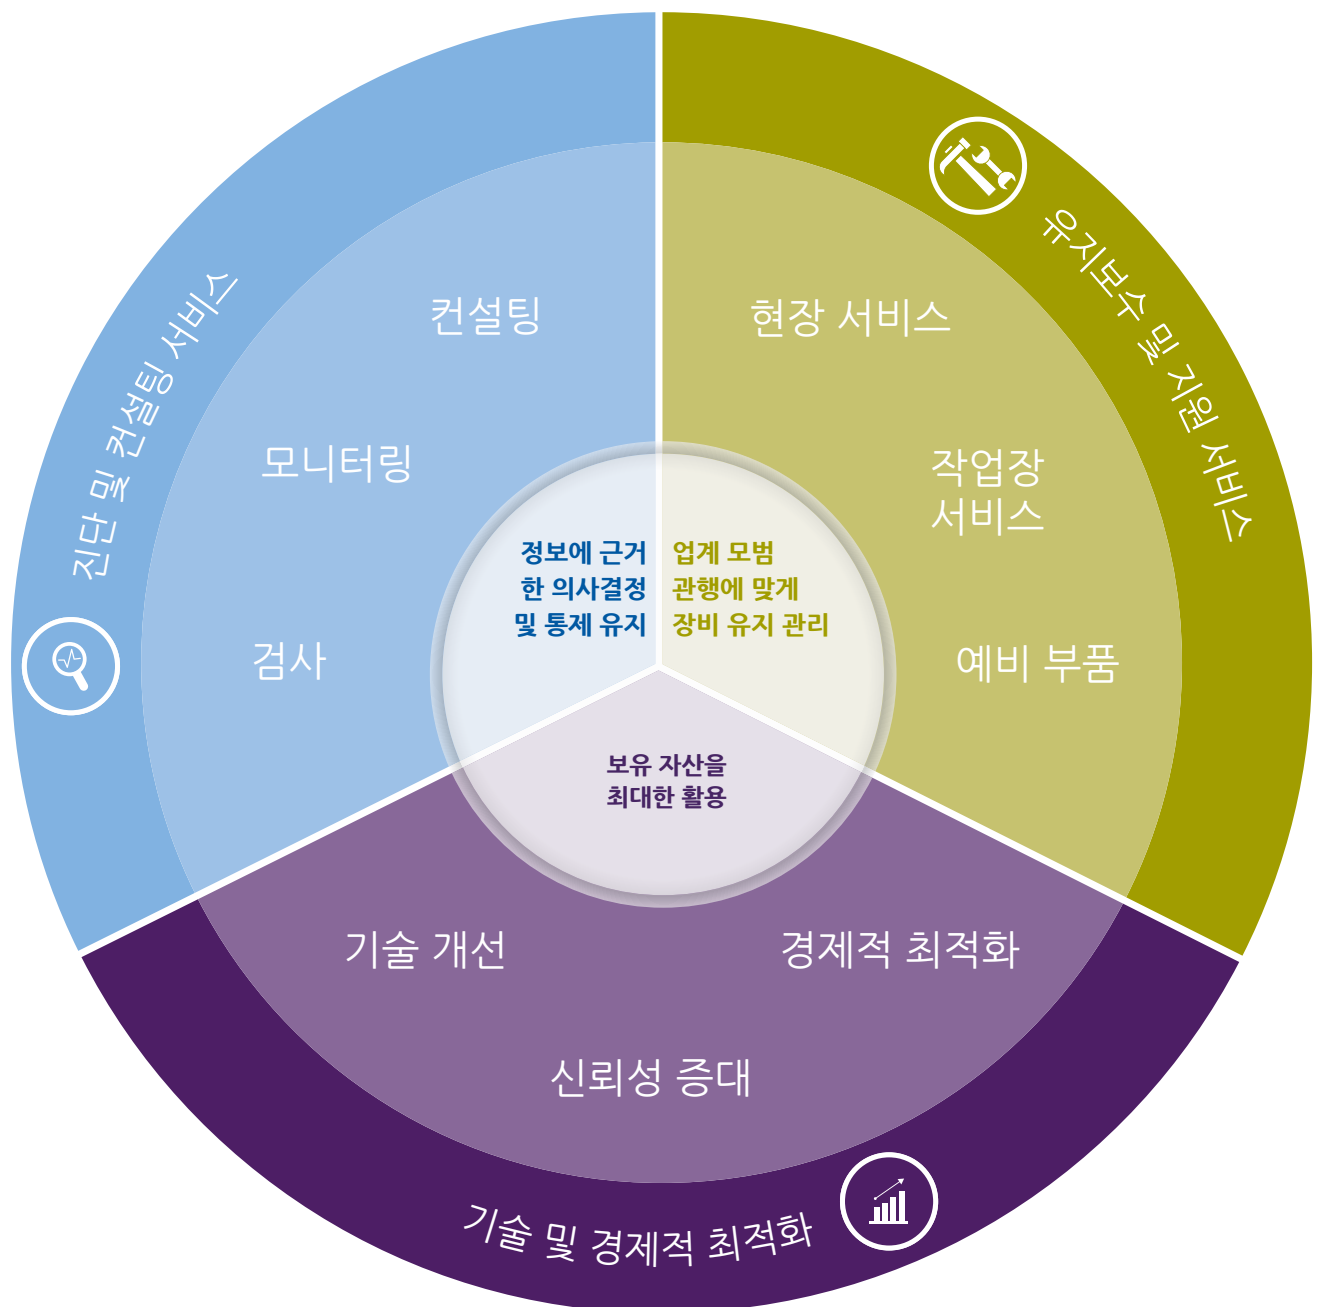 진단 및 컨설팅 서비스
컨설팅
모니터링
검사
정보에 근거
한 의사결정
및 통제 유지
유지보수 및 지원 서비스
현장 서비스
작업장
서비스
예비 부품
업계 모범
관행에 맞게
장비 유지 관리
보유 자산을
최대한 활용
기술 개선
경제적 최적화
신뢰성 증대
기술 및 경제적 최적화